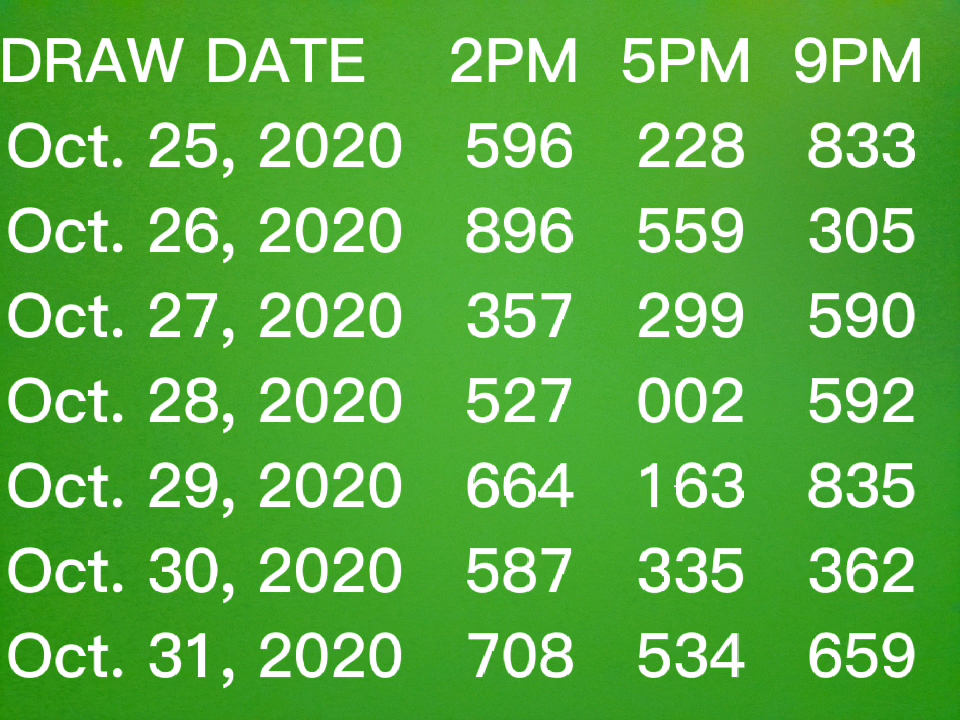 DRAW DATE 2PM 5PM 9PM
Oct. 25, 2020 596 228 833
Oct. 26, 2020 896 559 305
Oct. 27, 2020 357 299 590
Oct. 28, 2020 527 002 592
Oct. 29, 2020 664 163 835
Oct. 30, 2020 587 335 362
Oct. 31, 2020 708 534 659